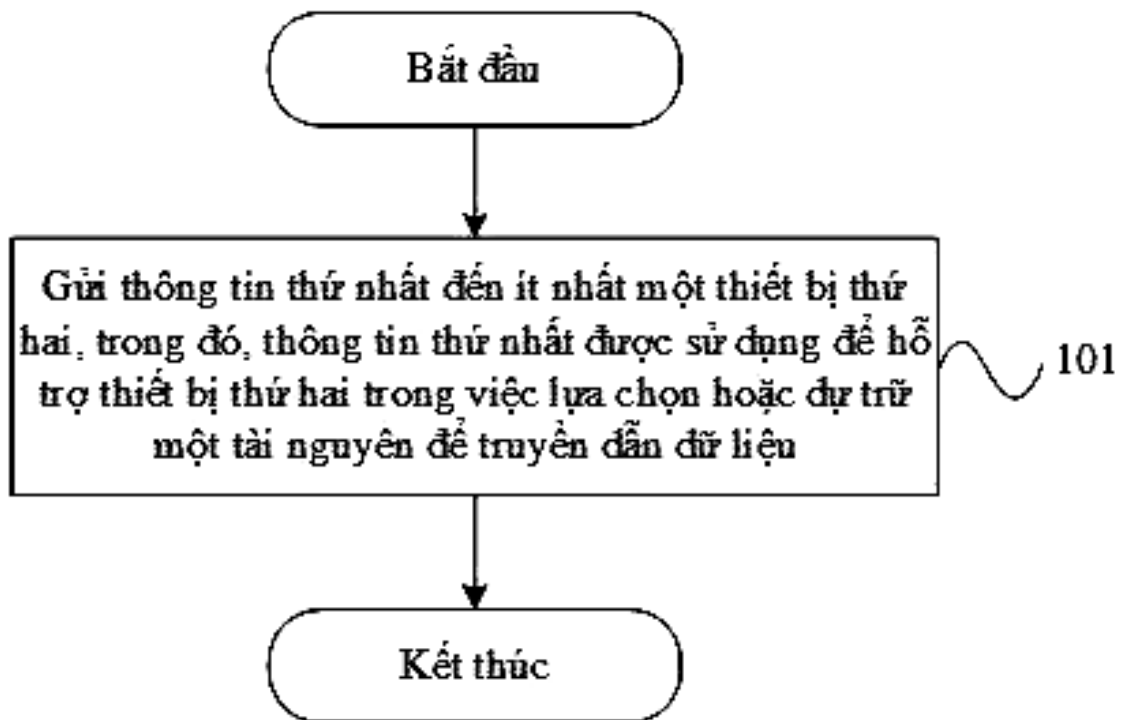 Bắt đầu
Gửi thông tin thứ nhất đến ít nhất một thiết bị thứ
hai, trong đó, thông tin thứ nhất được sử dụng để hỗ
trợ thiết bị thứ hai trong việc lựa chọn hoặc dự trữ
một tài nguyên để truyền dẫn dữ liệu
101
Kết thúc